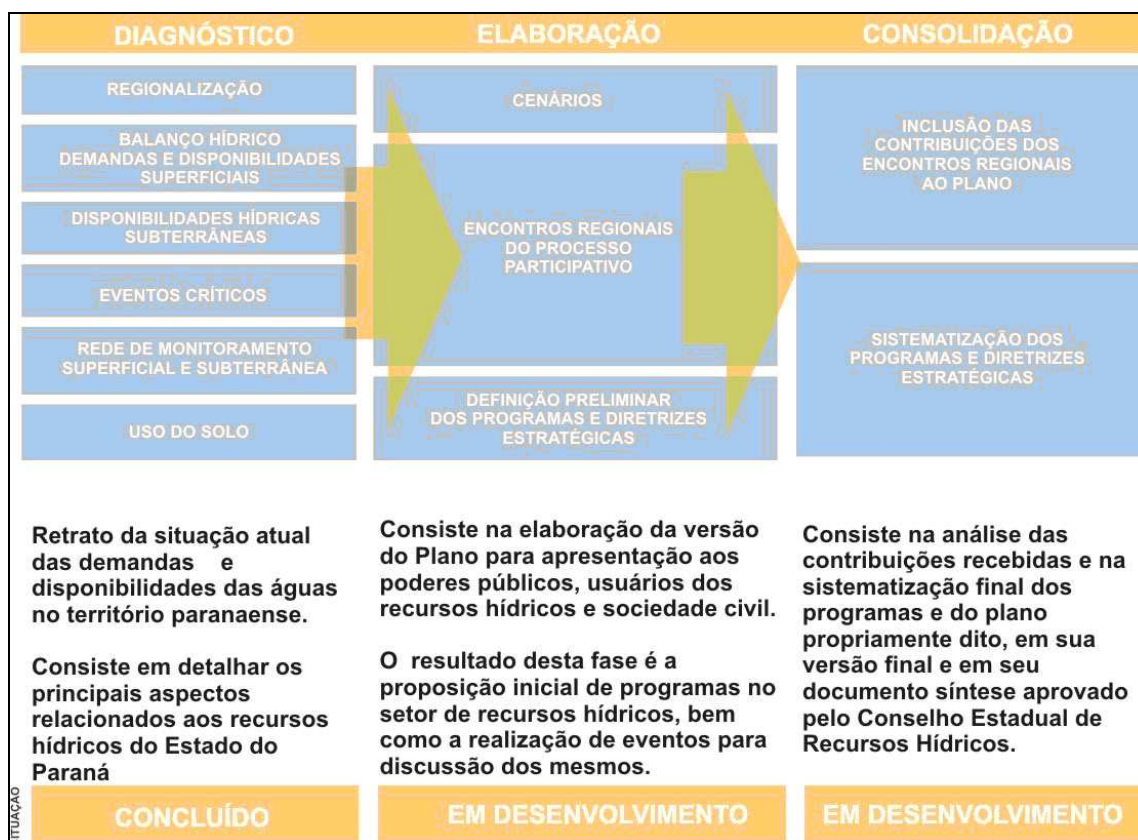 DIAGNÓSTICO
REGIONALIZAÇÃO
BALANÇO HÍDRICO
DEMANDAS E DISPONIBILIDADES
SUPERFICIAIS
DISPONIBILIDADES HÍDRICAS
SUBTERRÂNEAS
EVENTOS CRÍTICOS
REDE DE MONITORAMENTO
SUPERFICIAL E SUBTERRÂNEA
USO DO SOLO
Retrato da situação atual
das demandas e
disponibilidades das águas
no território paranaense.
Consiste em detalhar os
principais aspectos
relacionados aos recursos
hídricos do Estado do
Paraná
CONCLUÍDO
ELABORAÇÃO
CENÁRIOS
ENCONTROS REGIONAIS
DO PROCESSO
PARTICIPATIVO
DEFINIÇÃO PRELIMINAR
DOS PROGRAMAS E DIRETRIZES
ESTRATÉGICAS
Consiste na elaboração da versão
do Plano para apresentação aos
poderes públicos, usuários dos
recursos hídricos e sociedade civil.
O resultado desta fase é a
proposição inicial de programas no
setor de recursos hídricos, bem
como a realização de eventos para
discussão dos mesmos.
EM DESENVOLVIMENTO
CONSOLIDAÇÃO
INCLUSÃO DAS
CONTRIBUIÇÕES DOS
ENCONTROS REGIONAIS
AO PLANO
SISTEMATIZAÇÃO DOS
PROGRAMAS E DIRETRIZES
ESTRATÉGICAS
Consiste na análise das
contribuições recebidas e na
sistematização final dos
programas e do plano
propriamente dito, em sua
versão final e em seu
documento síntese aprovado
pelo Conselho Estadual de
Recursos Hídricos.
EM DESENVOLVIMENTO
ITUAÇÃO